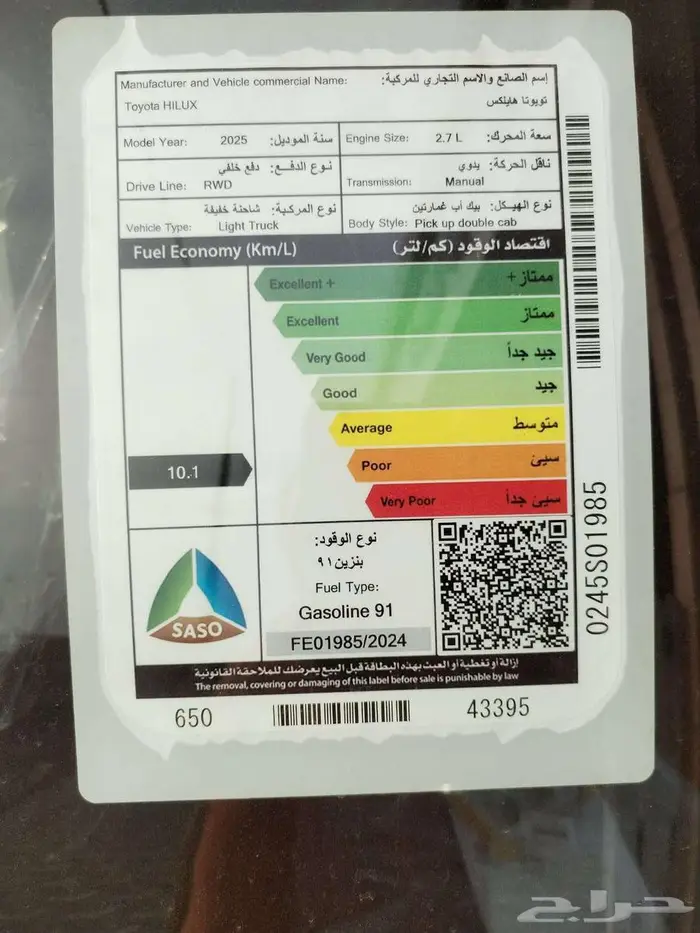 Manufacturer and Vehicle commercial Name: إسم الصانع والاسم التجاري للمركبة:
Toyota HILUX تويوتا هايلكس
Model Year: 2025 سنة الموديل:
Engine Size: 2.7 L سعة المحرك:
نوع الدفـــع: دفع خلفي
Drive Line: RWD
ناقل الحركة: يدوي
Transmission: Manual
نوع المركبة: شاحنة خفيفة
Vehicle Type: Light Truck
نوع الهيكل: بيك أب غمارتين
Body Style: Pick up double cab
Fuel Economy (Km/L) اقتصاد الوقود (كم/لتر)
Excellent + ممتاز +
Excellent ممتاز
Very Good جيد جداً
Good جيد
Average متوسط
Poor سيئ
Very Poor سيئ جداً
10.1
SASO
نوع الوقود:
بنزين ٩١
Fuel Type:
Gasoline 91
FE01985/2024
إزالة أو تغطية أو العبث بهذه البطاقة قبل البيع يعرضك للملاحقة القانونية
The removal, covering or damaging of this label before sale is punishable by law
650
43395
0245S01985
حراج